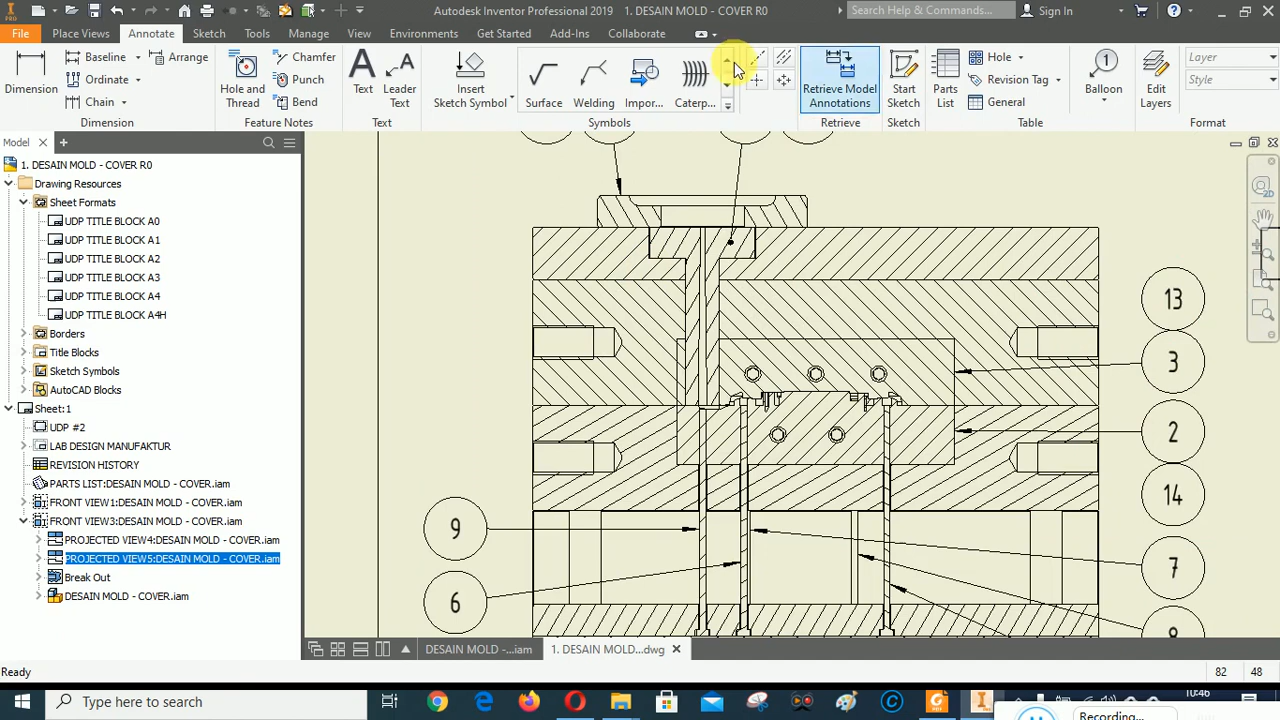 PRO
Autodesk Inventor Professional 2019   1. DESAIN MOLD - COVER R0
Search Help & Commands...
Sign In
File
Place Views
Annotate
Sketch
Tools
Manage
View
Environments
Get Started
Add-Ins
Collaborate
Dimension
Baseline
Ordinate
Chain
Arrange
Dimension
Hole and Thread
Chamfer
Punch
Bend
Feature Notes
Text
Leader Text
Text
Insert
Sketch Symbol
Surface
Welding
Impor...
Caterp...
Symbols
Retrieve Model Annotations
Retrieve
Start Sketch
Sketch
Parts List
Hole
Revision Tag
General
Table
1
Balloon
Edit Layers
Layer
Style
Format
Model
1. DESAIN MOLD - COVER R0
Drawing Resources
Sheet Formats
UDP TITLE BLOCK A0
UDP TITLE BLOCK A1
UDP TITLE BLOCK A2
UDP TITLE BLOCK A3
UDP TITLE BLOCK A4
UDP TITLE BLOCK A4H
Borders
Title Blocks
Sketch Symbols
AutoCAD Blocks
Sheet:1
UDP #2
LAB DESIGN MANUFAKTUR
REVISION HISTORY
PARTS LIST:DESAIN MOLD - COVER.iam
FRONT VIEW1:DESAIN MOLD - COVER.iam
FRONT VIEW3:DESAIN MOLD - COVER.iam
PROJECTED VIEW4:DESAIN MOLD - COVER.iam
PROJECTED VIEW5:DESAIN MOLD - COVER.iam
Break Out
DESAIN MOLD - COVER.iam
13
3
2
14
9
7
6
DESAIN MOLD -...iam
1. DESAIN MOLD...dwg
Ready
82
48
Type here to search
10:46
Recording...